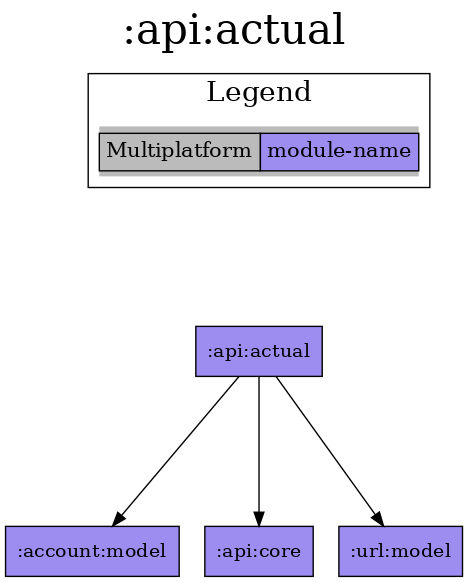 :api:actual
Legend
Multiplatform module-name
:api:actual
:account:model :api:core :url:model